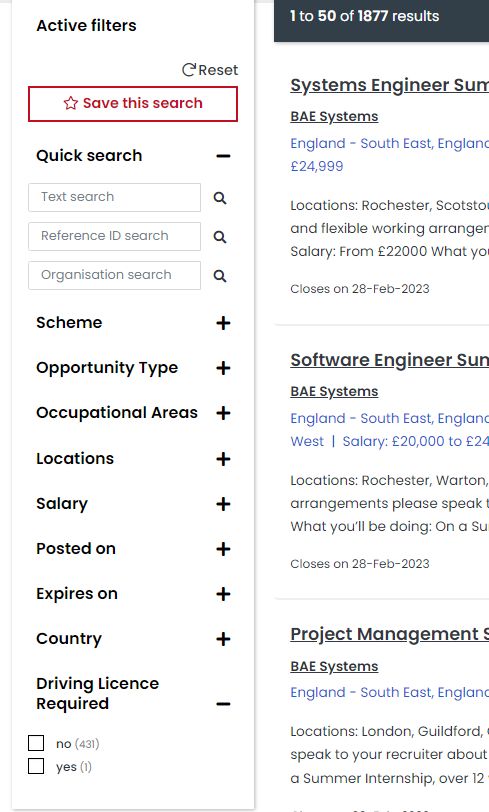 Active filters
Reset
Save this search
Quick search
Text search
Reference ID search
Organisation search
Scheme
Opportunity Type
Occupational Areas
Locations
Salary
Posted on
Expires on
Country
Driving Licence
Required
no (431)
yes (1)
1 to 50 of 1877 results
Systems Engineer Sum
BAE Systems
England - South East, England
£24,999
Locations: Rochester, Scotstou
and flexible working arrangem
Salary: From £22000 What you
Closes on 28-Feb-2023
Software Engineer Sum
BAE Systems
England - South East, England
West | Salary: £20,000 to £24
Locations: Rochester, Warton,
arrangements please speak t
What you'll be doing: On a Su
Closes on 28-Feb-2023
Project Management S
BAE Systems
England - South East, England
Locations: London, Guildford,
speak to your recruiter about
a Summer Internship, over 12